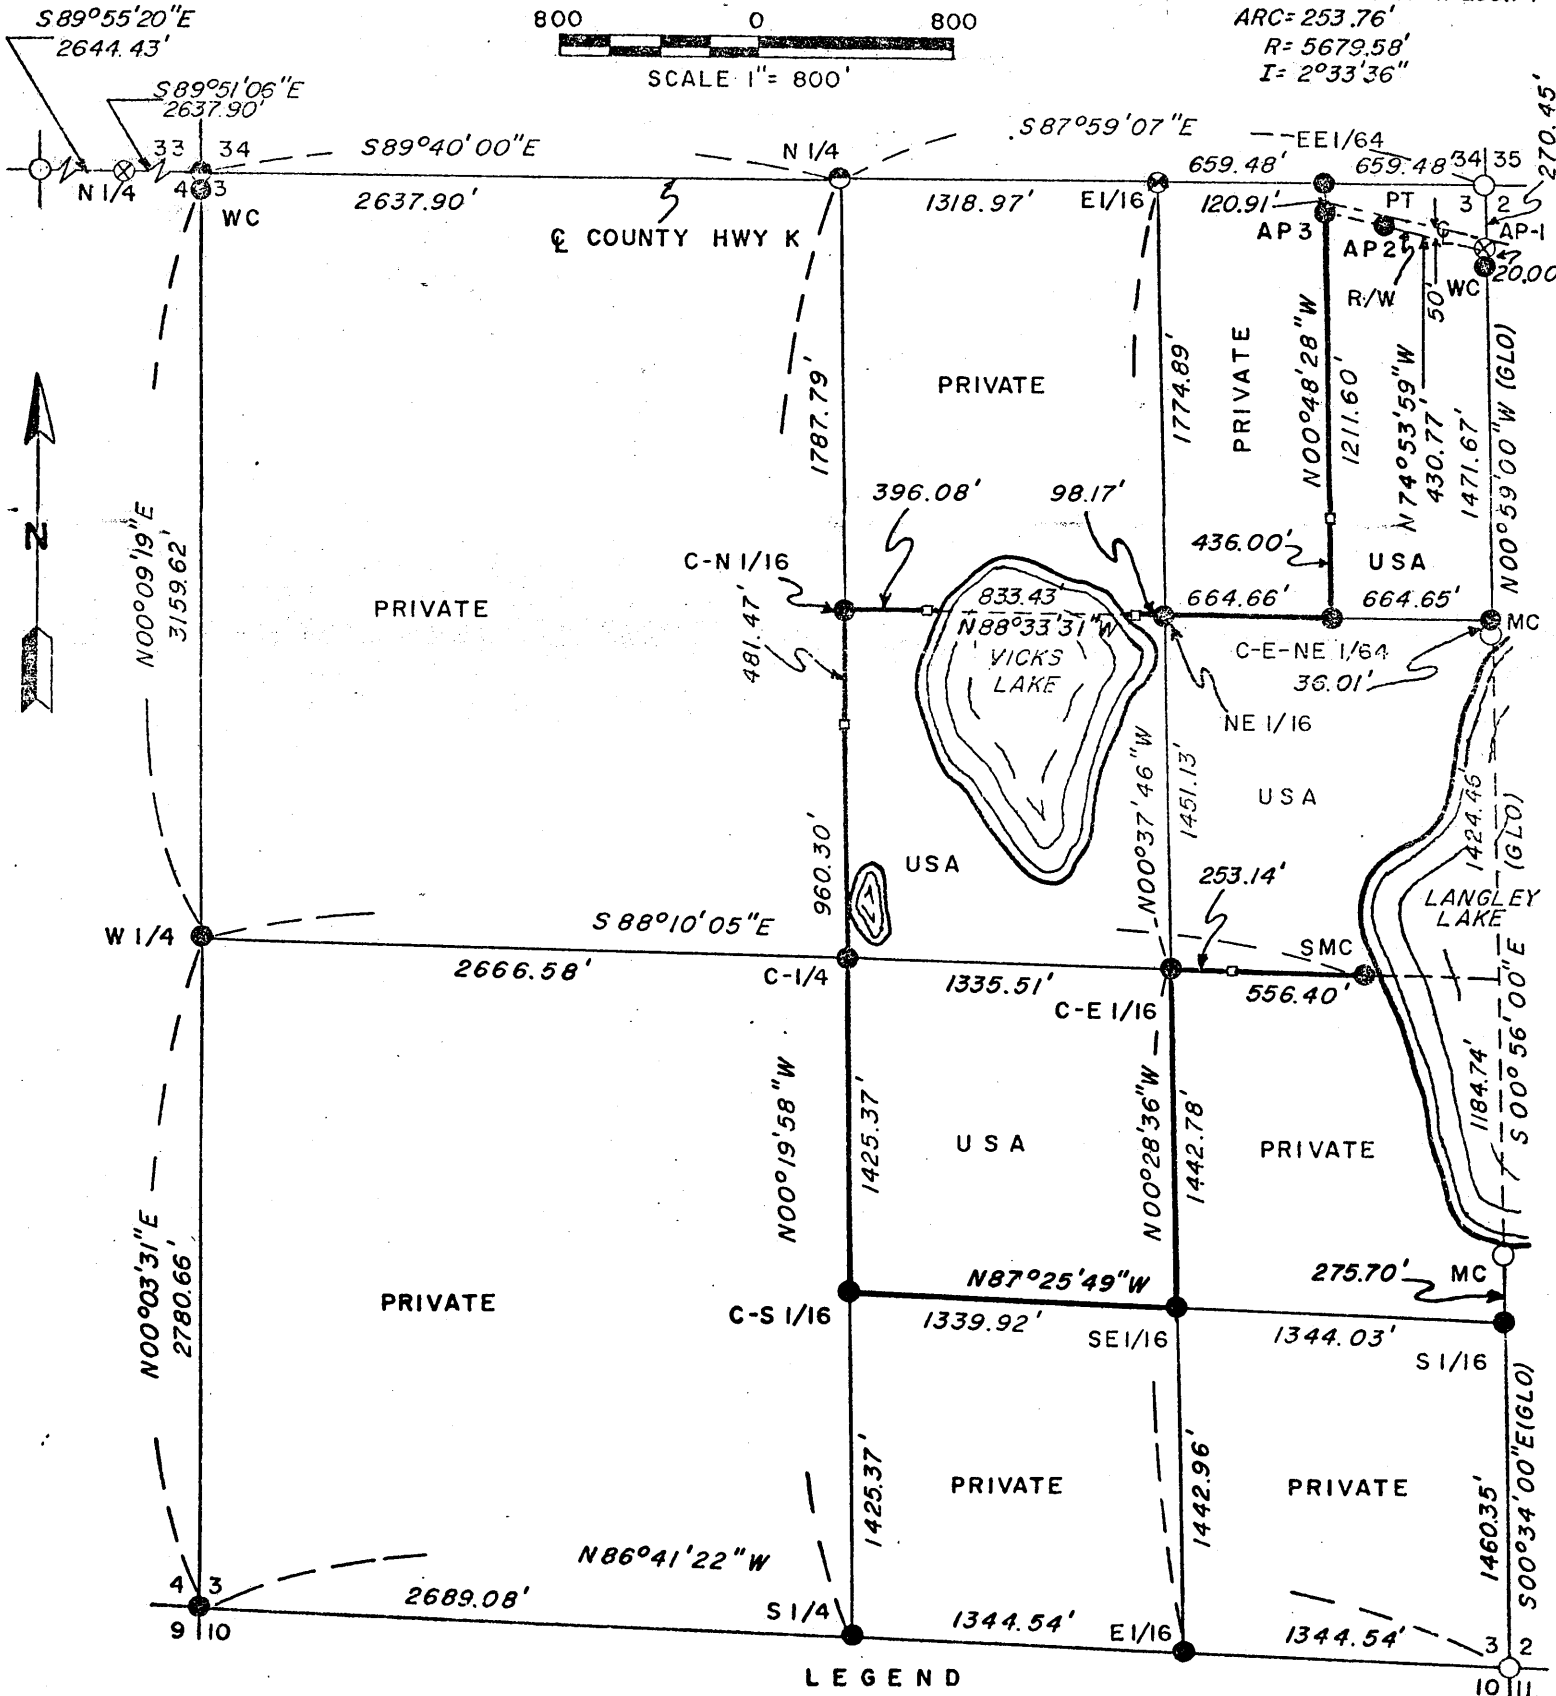 S89°55'20"E
2644.43'
800 0 800
SCALE 1"= 800'
ARC= 253.76'
R= 5679.58'
I= 2°33'36"
S89°51'06"E
2637.90'
270.45'
33 34
S89°40'00"E
N 1/4
S87°59'07"E
EE1/64
659.48'
659.48'
34 35
N 1/4
4 3
WC
2637.90'
1318.97'
E1/16
120.91'
PT
3 2
℄ COUNTY HWY K
AP3
AP2
℄
AP-1
R/W
50'
WC
20.00
N
PRIVATE
1787.79'
1774.89'
PRIVATE
N00°48'28"W
1211.60'
N74°53'59"W
430.77'
1471.67'
N00°59'00"W (GLO)
396.08'
98.17'
N00°09'19"E
3159.62'
C-N 1/16
436.00'
USA
PRIVATE
833.43'
664.66'
664.65'
N88°33'31"W
MC
481.47'
VICKS
LAKE
C-E-NE 1/64
36.01'
NE 1/16
N00°37'46"W
1451.13'
USA
1424.46'
(GLO)
960.30'
USA
253.14'
LANGLEY
LAKE
W 1/4
S 88°10'05"E
SMC
2666.58'
C-1/4
1335.51'
C-E 1/16
556.40'
S00°56'00"E
N00°19'58"W
1425.37'
USA
N00°28'36"W
1442.78'
PRIVATE
1184.74'
N00°03'31"E
2780.66'
PRIVATE
N87°25'49"W
275.70'
MC
C-S 1/16
1339.92'
SE1/16
1344.03'
S 1/16
1425.37'
PRIVATE
1442.96'
PRIVATE
1460.35'
S00°34'00"E(GLO)
N86°41'22"W
4 3
2689.08'
S 1/4
1344.54'
E 1/16
1344.54'
3 2
9 10
LEGEND
10 11